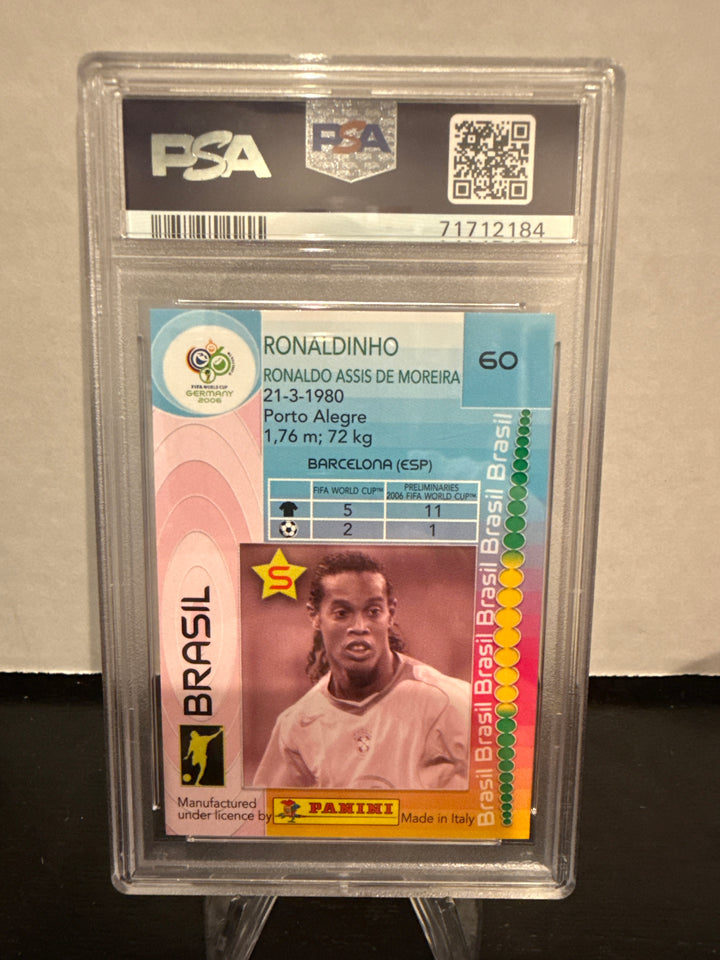 PSA
PSA
71712184
FIFA WORLD CUP
GERMANY
2006
RONALDINHO
RONALDO ASSIS DE MOREIRA
21-3-1980
Porto Alegre
1,76 m; 72 kg
60
BARCELONA (ESP)
FIFA WORLD CUP™
PRELIMINARIES
2006 FIFA WORLD CUP™
5
11
2
1
S
BRASIL
Brasil Brasil Brasil Brasil Brasil Brasil
Manufactured
under licence by
PANINI
Made in Italy